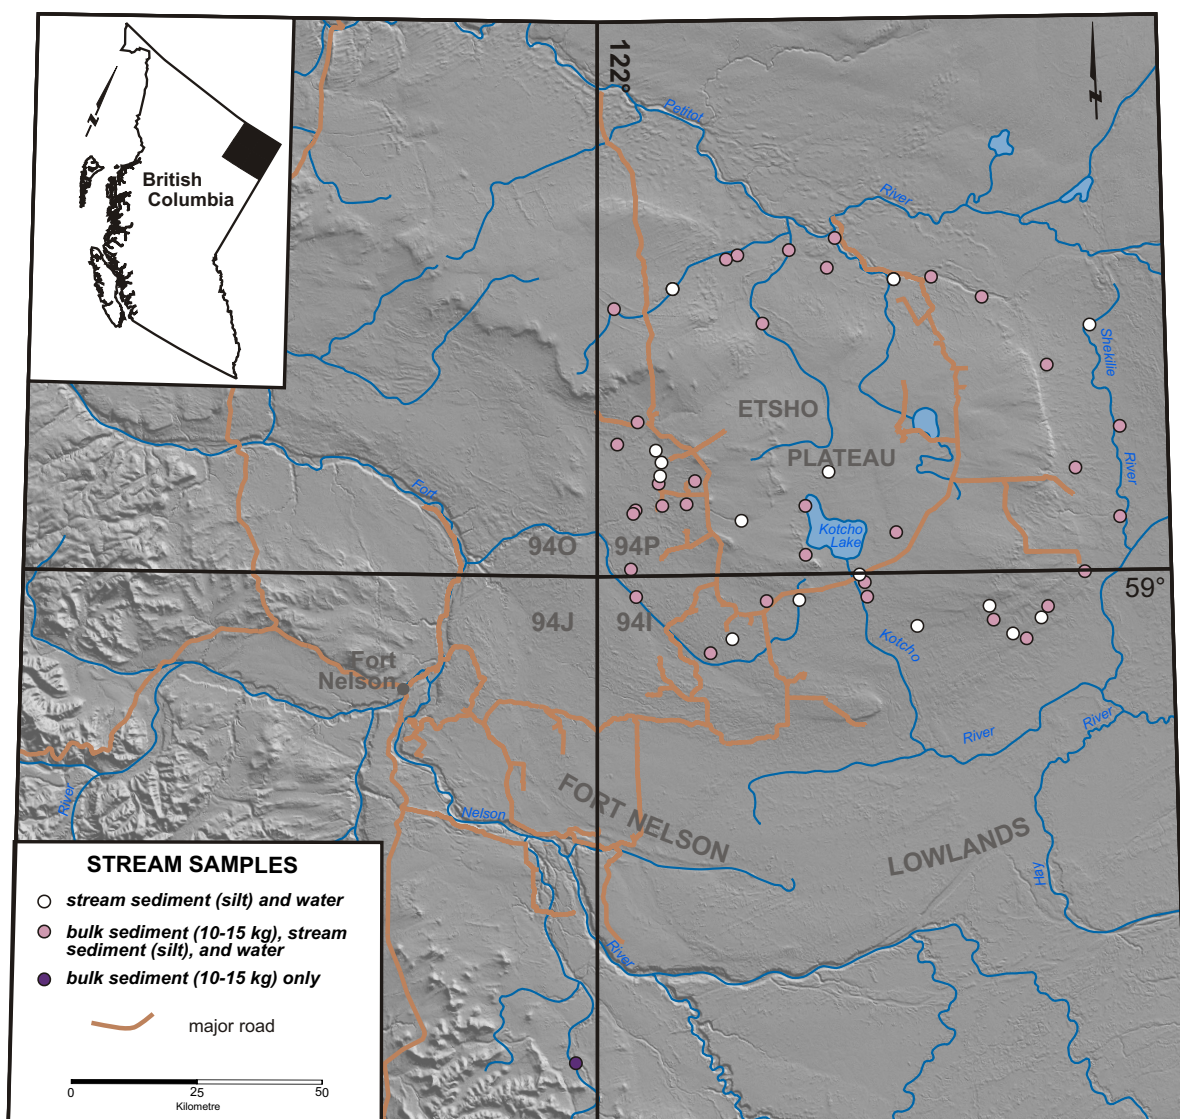 122°
N
N
British
Columbia
Petitot
River
Shekilie
River
ETSHO
PLATEAU
Fort
Kotcho
Lake
94O
94P
59°
94J
94I
Fort
Nelson
Kotcho
River
River
River
Nelson
FORT NELSON
LOWLANDS
Hay
River
STREAM SAMPLES
stream sediment (silt) and water
bulk sediment (10-15 kg), stream
sediment (silt), and water
bulk sediment (10-15 kg) only
major road
0 25 50
Kilometre